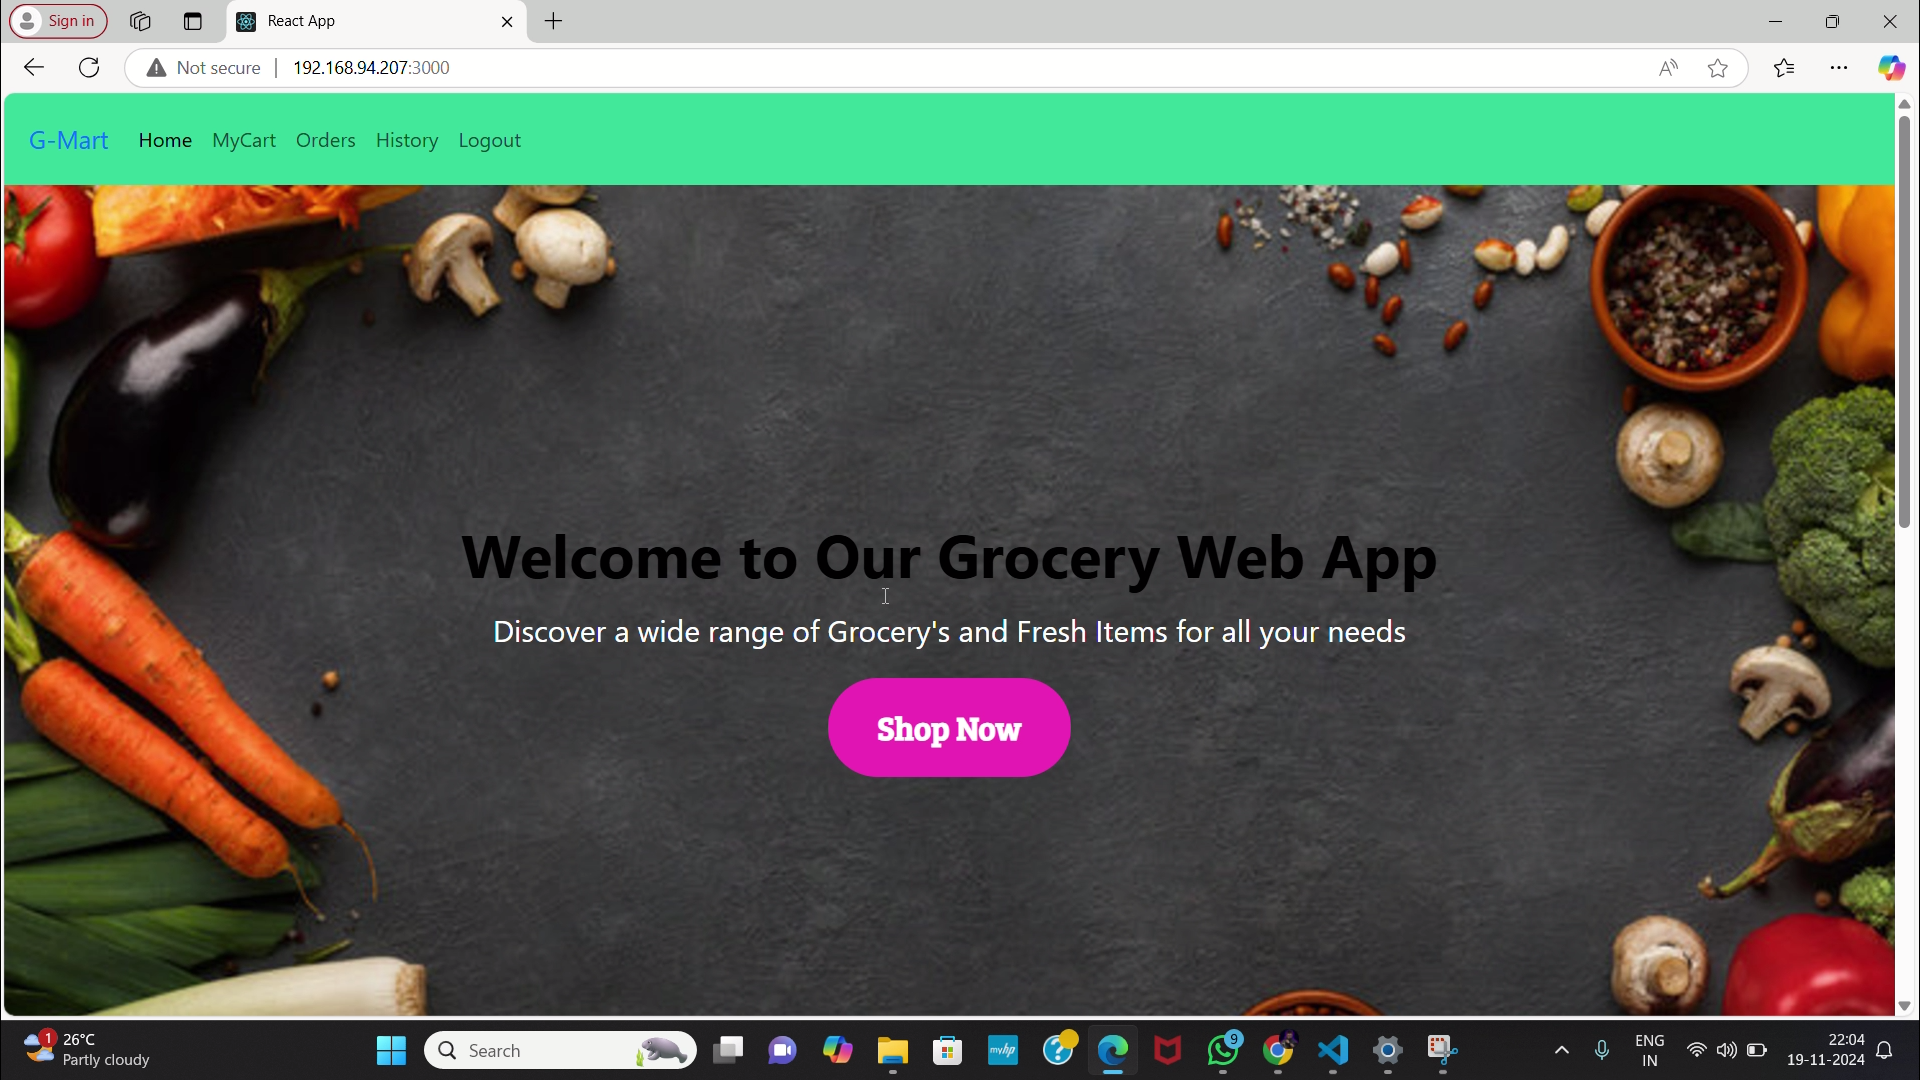 Sign in
React App
Not secure
192.168.94.207:3000
G-Mart Home MyCart Orders History Logout
Welcome to Our Grocery Web App
Discover a wide range of Grocery's and Fresh Items for all your needs
Shop Now
1
26°C
Partly cloudy
Search
myhp
9
ENG
IN
22:04
19-11-2024